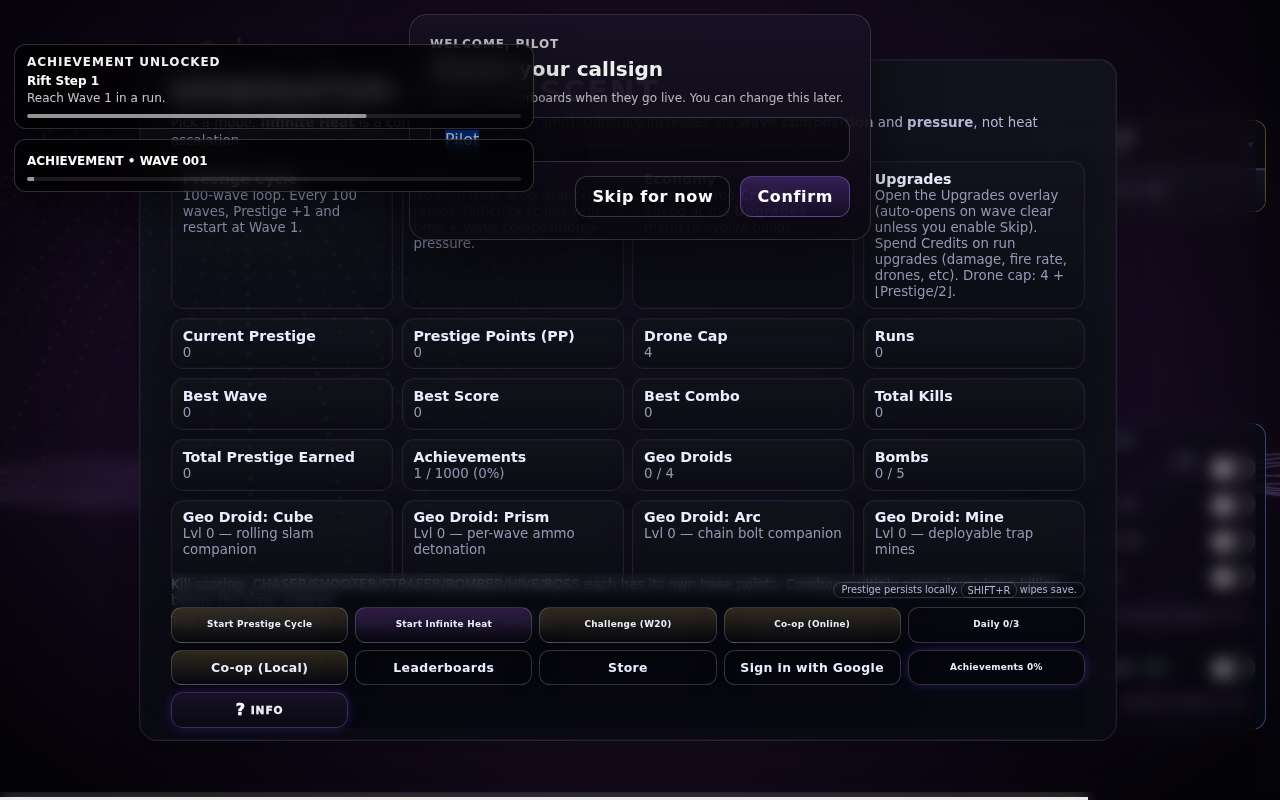 WELCOME, PILOT
your callsign
boards when they go live. You can change this later.
Pilot
Skip for now
Confirm
ACHIEVEMENT UNLOCKED
Rift Step 1
Reach Wave 1 in a run.
ACHIEVEMENT • WAVE 001
and pressure, not heat
escalation
100-wave loop. Every 100
waves, Prestige +1 and
restart at Wave 1.
pressure.
Upgrades
Open the Upgrades overlay
(auto-opens on wave clear
unless you enable Skip).
Spend Credits on run
upgrades (damage, fire rate,
drones, etc). Drone cap: 4 +
⌊Prestige/2⌋.
Current Prestige
0
Prestige Points (PP)
0
Drone Cap
4
Runs
0
Best Wave
0
Best Score
0
Best Combo
0
Total Kills
0
Total Prestige Earned
0
Achievements
1 / 1000 (0%)
Geo Droids
0 / 4
Bombs
0 / 5
Geo Droid: Cube
Lvl 0 — rolling slam
companion
Geo Droid: Prism
Lvl 0 — per-wave ammo
detonation
Geo Droid: Arc
Lvl 0 — chain bolt companion
Geo Droid: Mine
Lvl 0 — deployable trap
mines
Prestige persists locally. SHIFT+R wipes save.
Start Prestige Cycle
Start Infinite Heat
Challenge (W20)
Co-op (Online)
Daily 0/3
Co-op (Local)
Leaderboards
Store
Sign in with Google
Achievements 0%
? INFO